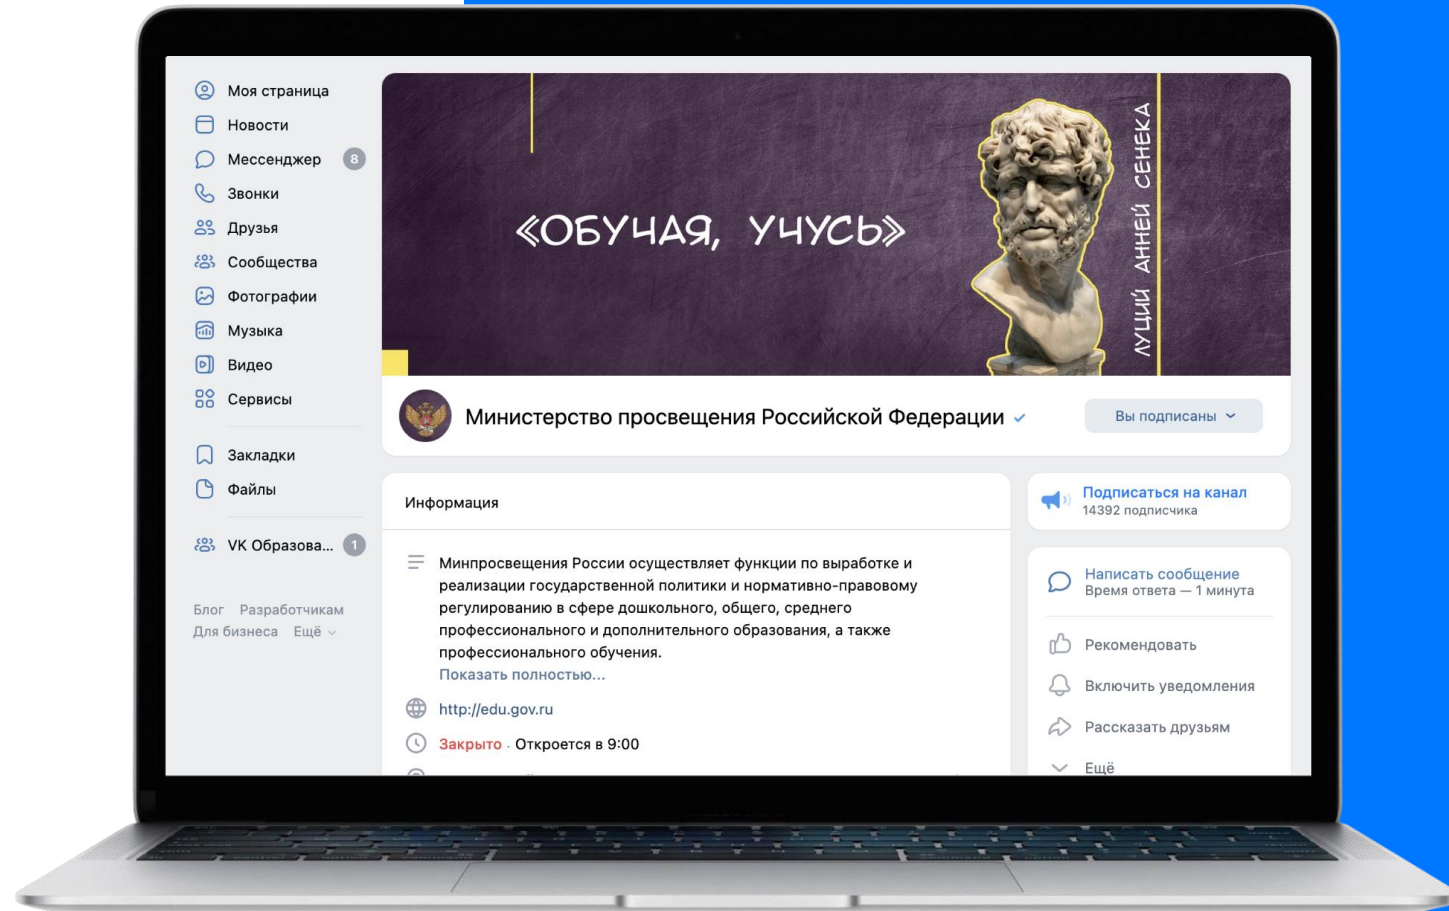 Моя страница
Новости
Мессенджер 8
Звонки
Друзья
Сообщества
Фотографии
Музыка
Видео
Сервисы
Закладки
Файлы
VK Образова... 1
Блог Разработчикам
Для бизнеса Ещё
«ОБУЧАЯ, УЧУСЬ»
ЛУЦИЙ АННЕЙ СЕНЕКА
Министерство просвещения Российской Федерации
Вы подписаны
Информация
Минпросвещения России осуществляет функции по выработке и
реализации государственной политики и нормативно-правовому
регулированию в сфере дошкольного, общего, среднего
профессионального и дополнительного образования, а также
профессионального обучения.
Показать полностью...
http://edu.gov.ru
Закрыто · Откроется в 9:00
Подписаться на канал
14392 подписчика
Написать сообщение
Время ответа — 1 минута
Рекомендовать
Включить уведомления
Рассказать друзьям
Ещё